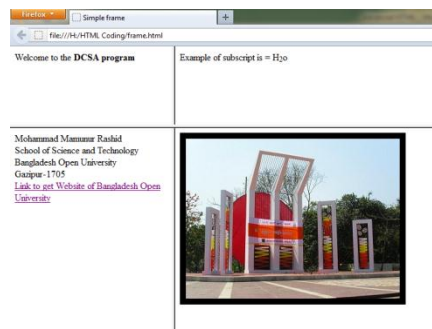 Firefox
Simple frame
+
file:///H:/HTML Coding/frame.html
Welcome to the DCSA program
Example of subscript is = H2o
Mohammad Mamunur Rashid
School of Science and Technology
Bangladesh Open University
Gazipur-1705
Link to get Website of Bangladesh Open
University